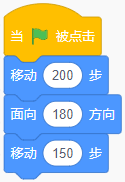 当 被点击
移动 200 步
面向 180 方向
移动 150 步